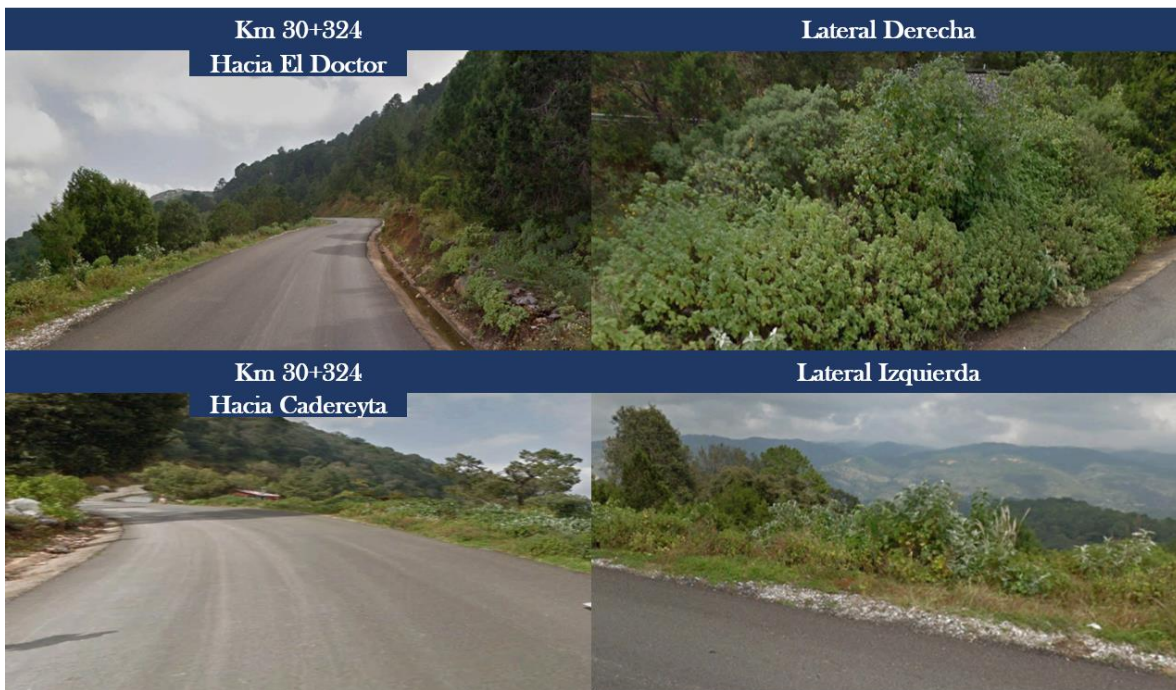 Km 30+324
Hacia El Doctor
Lateral Derecha
Km 30+324
Hacia Cadereyta
Lateral Izquierda